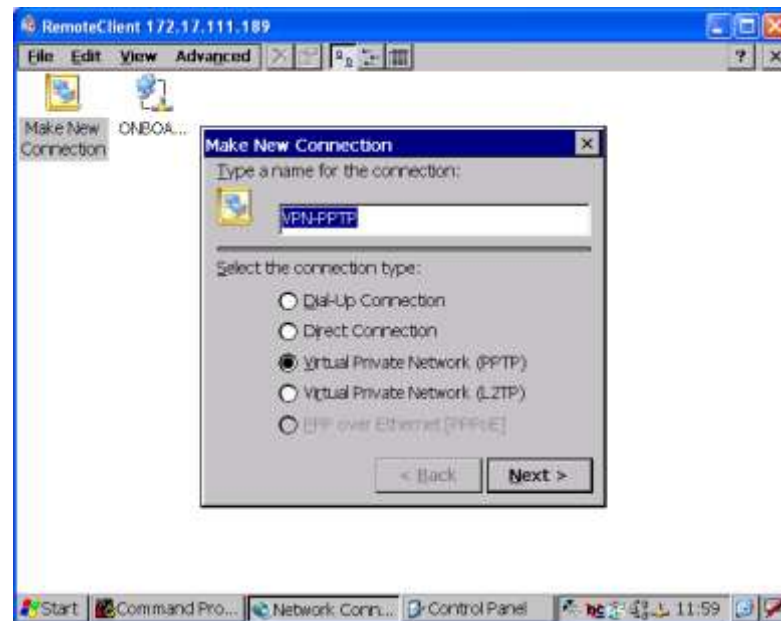 RemoteClient 172.17.111.189
File Edit View Advanced
? ×
Make New Connection
ONBOA...
Make New Connection
Type a name for the connection:
VPN-PPTP
Select the connection type:
Dial-Up Connection
Direct Connection
Virtual Private Network (PPTP)
Virtual Private Network (L2TP)
PPP over Ethernet [PPPoE]
< Back Next >
Start Command Pro... Network Conn... Control Panel 11:59